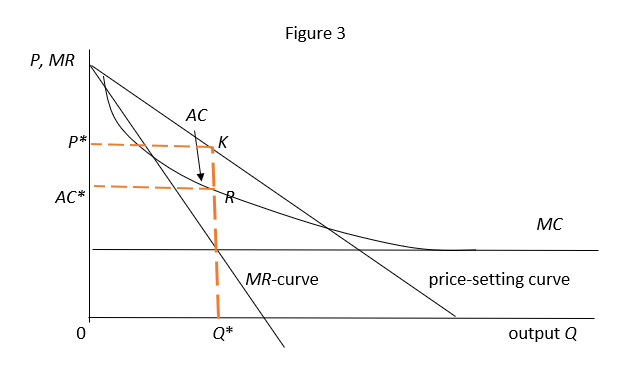 Figure 3
P, MR
AC
P*
K
AC*
R
MC
MR-curve
price-setting curve
0
Q*
output Q